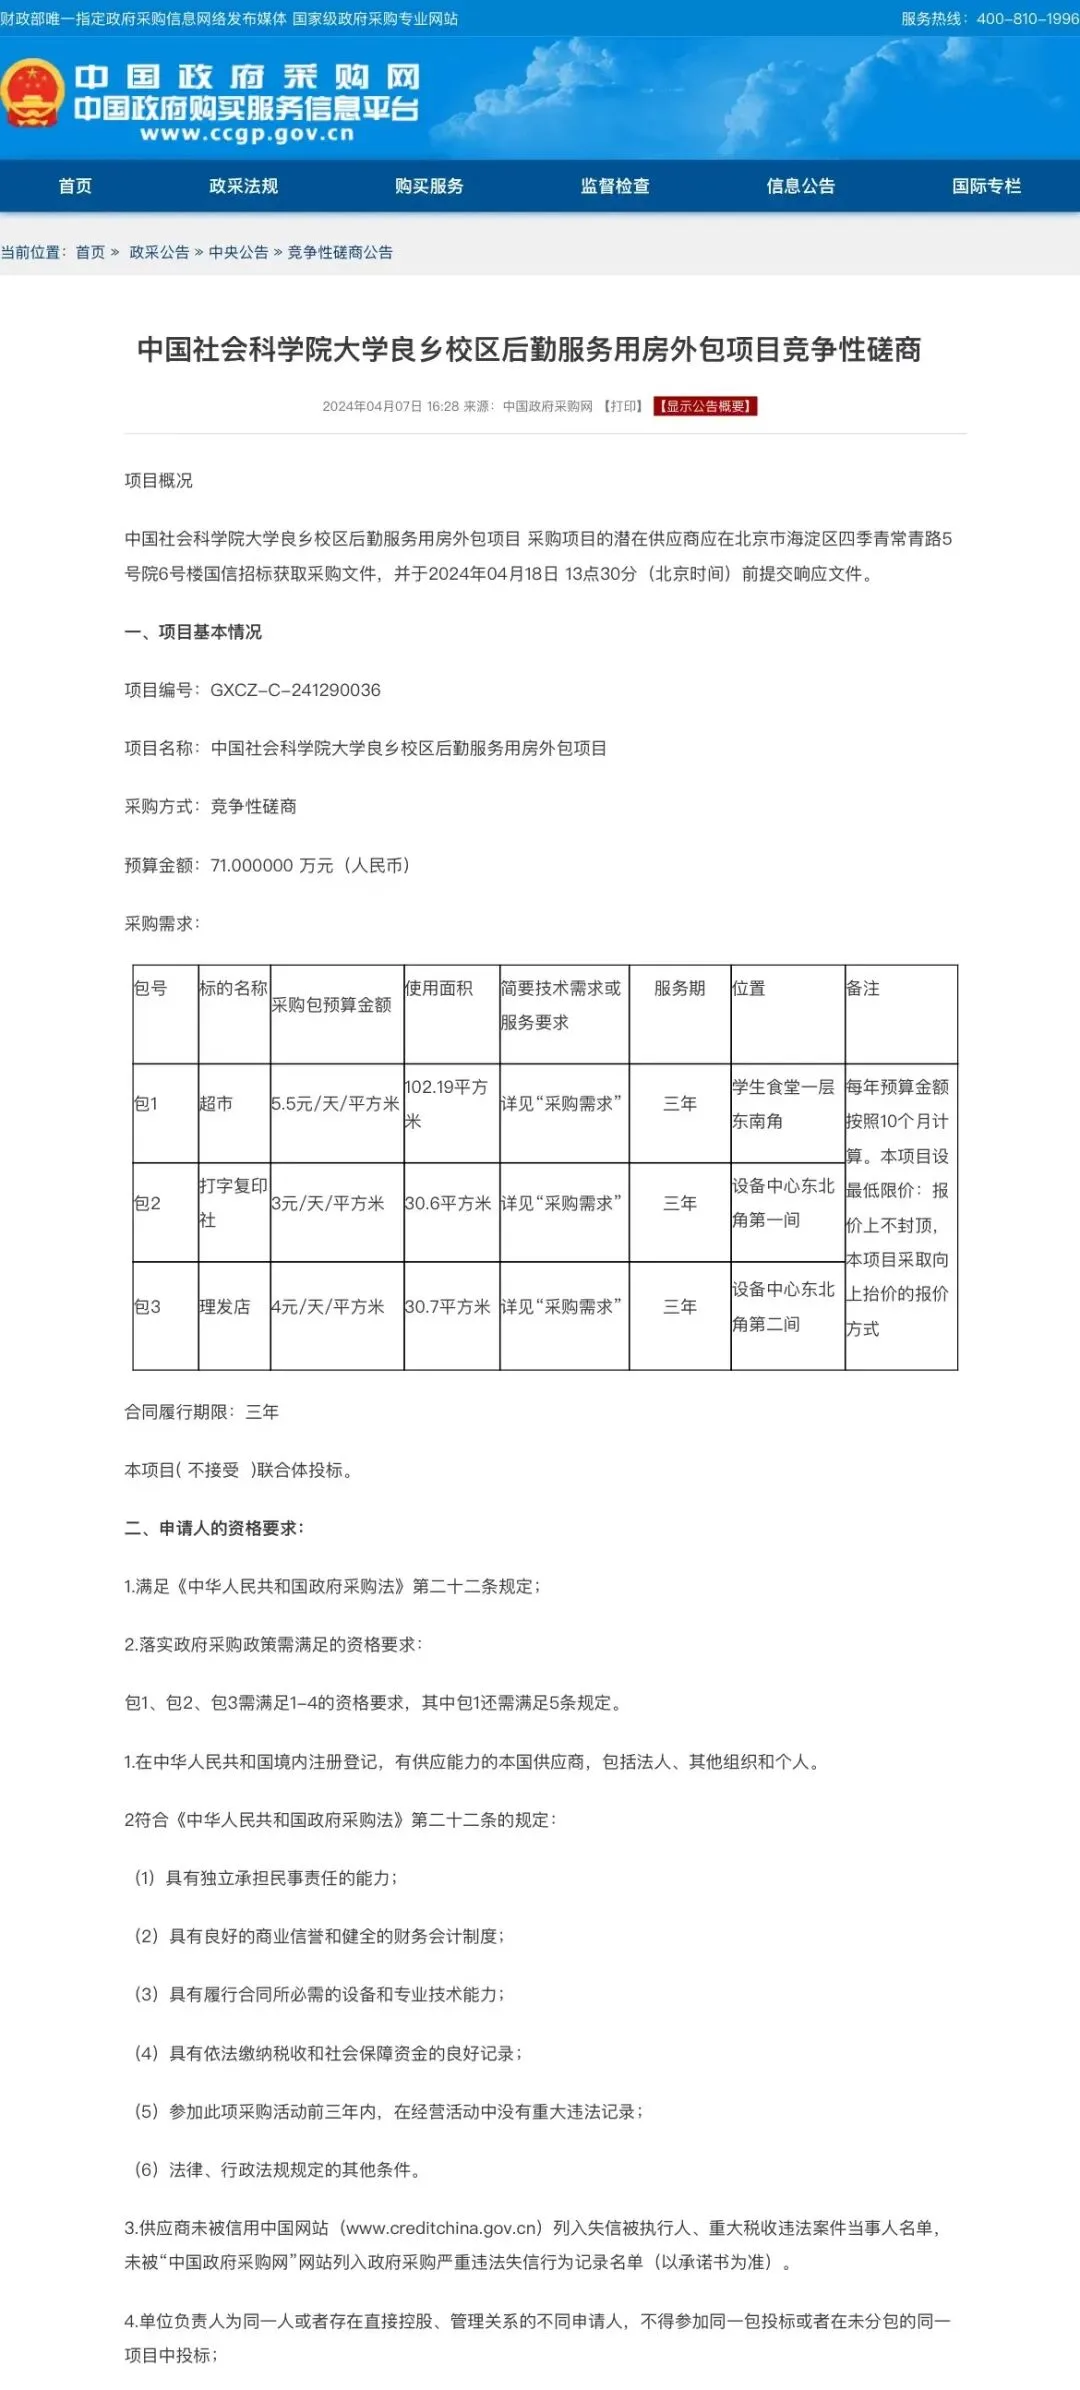 财政部唯一指定政府采购信息网络发布媒体 国家级政府采购专业网站
服务热线：400-810-1996
中国政府采购网
中国政府购买服务信息平台
www.ccgp.gov.cn
首页 政采法规 购买服务 监督检查 信息公告 国际专栏
当前位置：首页 » 政采公告 » 中央公告 » 竞争性磋商公告
中国社会科学院大学良乡校区后勤服务用房外包项目竞争性磋商
2024年04月07日 16:28 来源：中国政府采购网 【打印】 【显示公告概要】
项目概况
中国社会科学院大学良乡校区后勤服务用房外包项目 采购项目的潜在供应商应在北京市海淀区四季青常青路5
号院6号楼国信招标获取采购文件，并于2024年04月18日 13点30分（北京时间）前提交响应文件。
一、项目基本情况
项目编号：GXCZ-C-241290036
项目名称：中国社会科学院大学良乡校区后勤服务用房外包项目
采购方式：竞争性磋商
预算金额：71.000000 万元（人民币）
采购需求：
包号
标的名称
采购包预算金额
使用面积
简要技术需求或
服务要求
服务期
位置
备注
包1
超市
5.5元/天/平方米
102.19平方
米
详见“采购需求”
三年
学生食堂一层
东南角
每年预算金额
按照10个月计
算。本项目设
最低限价：报
价上不封顶，
本项目采取向
上抬价的报价
方式
包2
打字复印
社
3元/天/平方米
30.6平方米
详见“采购需求”
三年
设备中心东北
角第一间
包3
理发店
4元/天/平方米
30.7平方米
详见“采购需求”
三年
设备中心东北
角第二间
合同履行期限：三年
本项目( 不接受 )联合体投标。
二、申请人的资格要求：
1.满足《中华人民共和国政府采购法》第二十二条规定；
2.落实政府采购政策需满足的资格要求：
包1、包2、包3需满足1-4的资格要求，其中包1还需满足5条规定。
1.在中华人民共和国境内注册登记，有供应能力的本国供应商，包括法人、其他组织和个人。
2符合《中华人民共和国政府采购法》第二十二条的规定：
（1）具有独立承担民事责任的能力；
（2）具有良好的商业信誉和健全的财务会计制度；
（3）具有履行合同所必需的设备和专业技术能力；
（4）具有依法缴纳税收和社会保障资金的良好记录；
（5）参加此项采购活动前三年内，在经营活动中没有重大违法记录；
（6）法律、行政法规规定的其他条件。
3.供应商未被信用中国网站（www.creditchina.gov.cn）列入失信被执行人、重大税收违法案件当事人名单，
未被“中国政府采购网”网站列入政府采购严重违法失信行为记录名单（以承诺书为准）。
4.单位负责人为同一人或者存在直接控股、管理关系的不同申请人，不得参加同一包投标或者在未分包的同一
项目中投标；